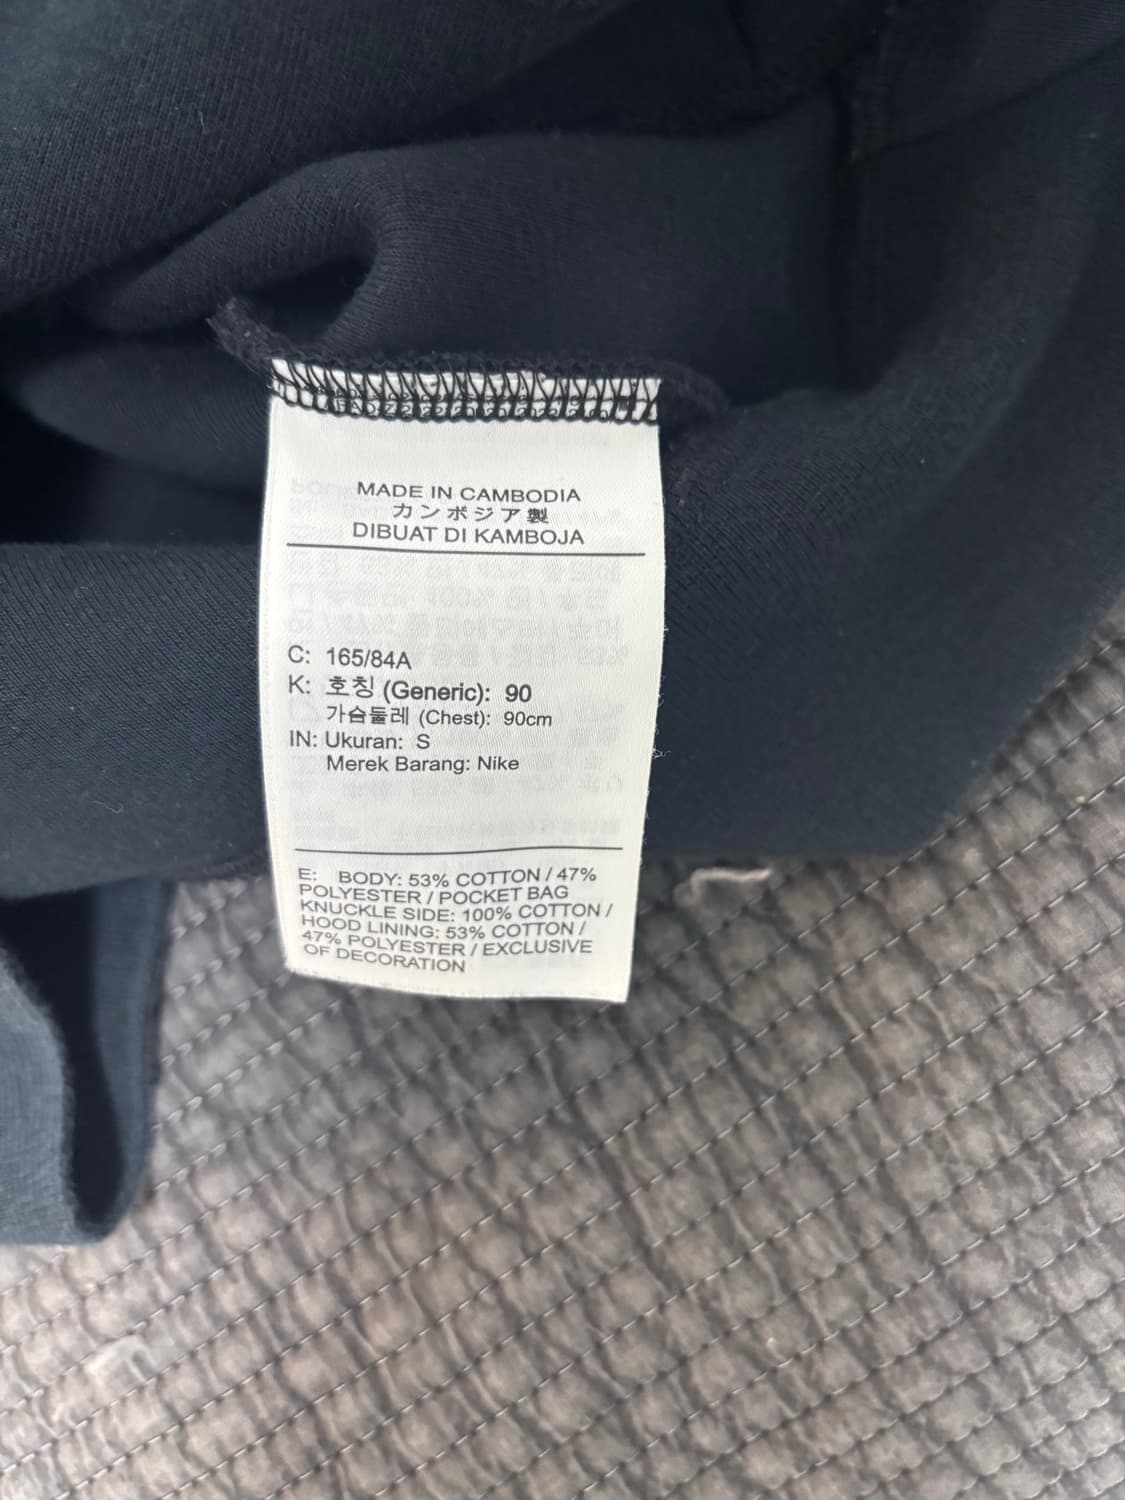 MADE IN CAMBODIA
カンボジア製
DIBUAT DI KAMBOJA
C: 165/84A
K: 호칭 (Generic): 90
가슴둘레 (Chest): 90cm
IN: Ukuran: S
Merek Barang: Nike
E: BODY: 53% COTTON / 47%
POLYESTER / POCKET BAG
KNUCKLE SIDE: 100% COTTON /
HOOD LINING: 53% COTTON /
47% POLYESTER / EXCLUSIVE
OF DECORATION